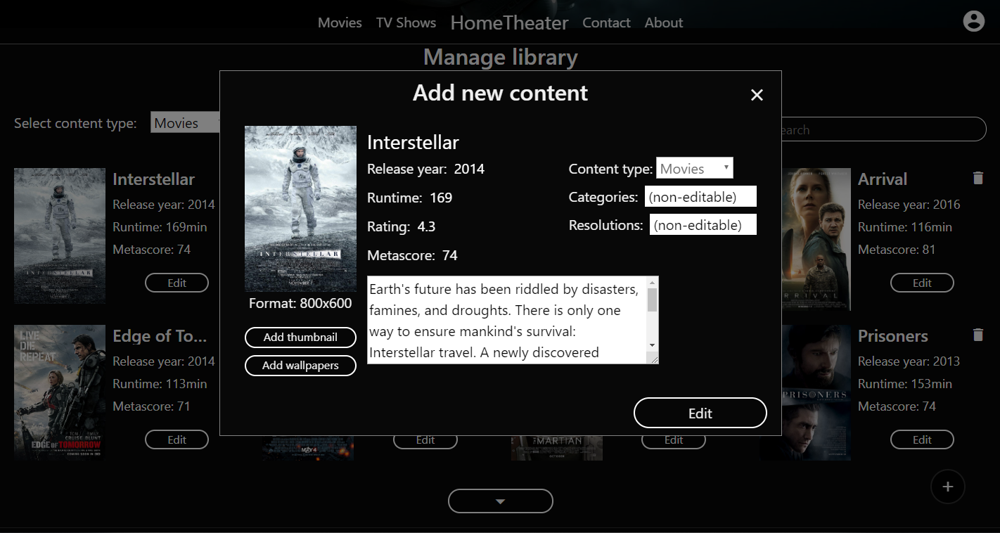 Movies TV Shows HomeTheater Contact About
Manage library
Add new content
Select content type: Movies
Interstellar
Release year: 2014
Runtime: 169min
Metascore: 74
Edit
Edge of To...
Release year: 2014
Runtime: 113min
Metascore: 71
Edit
LIVE
DIE
REPEAT
CRUISE BLUNT
EDGE OF TOMORROW
INTERSTELLAR
Interstellar
Release year: 2014
Runtime: 169
Rating: 4.3
Metascore: 74
Content type: Movies
Categories: (non-editable)
Resolutions: (non-editable)
INTERSTELLAR
Format: 800x600
Add thumbnail
Add wallpapers
Earth's future has been riddled by disasters,
famines, and droughts. There is only one
way to ensure mankind's survival:
Interstellar travel. A newly discovered
Edit
earch
Arrival
Release year: 2016
Runtime: 116min
Metascore: 81
Edit
ARRIVAL
Prisoners
Release year: 2013
Runtime: 153min
Metascore: 74
Edit
PRISONERS
MAY 4
Edit
MARTIAN
OCTOBER
Edit
+